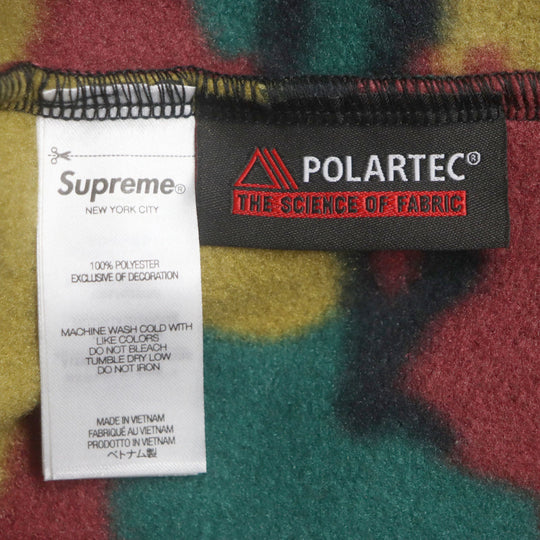 Supreme®
NEW YORK CITY
100% POLYESTER
EXCLUSIVE OF DECORATION
MACHINE WASH COLD WITH
LIKE COLORS
DO NOT BLEACH
TUMBLE DRY LOW
DO NOT IRON
MADE IN VIETNAM
FABRIQUÉ AU VIETNAM
PRODOTTO IN VIETNAM
ベトナム製
POLARTEC®
THE SCIENCE OF FABRIC